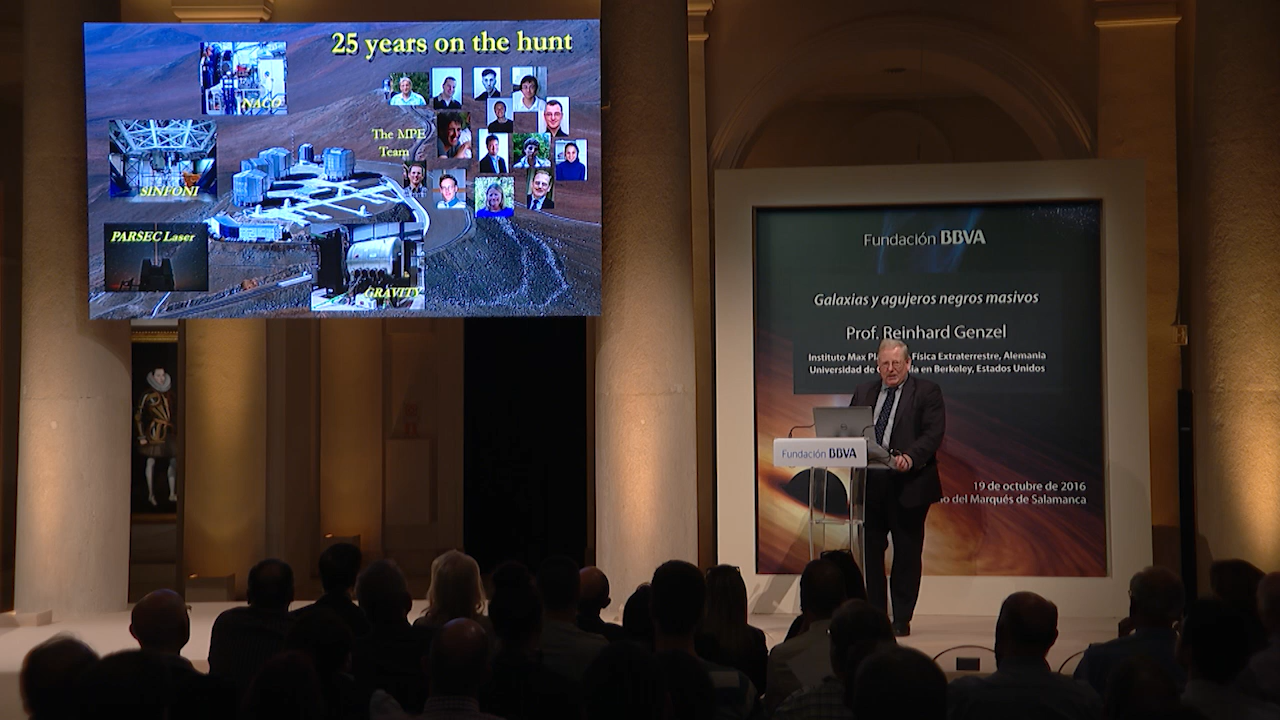 25 years on the hunt
NACO
The MPE
Team
SINFONI
PARSEC Laser
GRAVITY
Fundación BBVA
Galaxias y agujeros negros masivos
Prof. Reinhard Genzel
Instituto Max Física Extraterrestre, Alemania
Universidad de en Berkeley, Estados Unidos
Fundación BBVA
19 de octubre de 2016
del Marqués de Salamanca